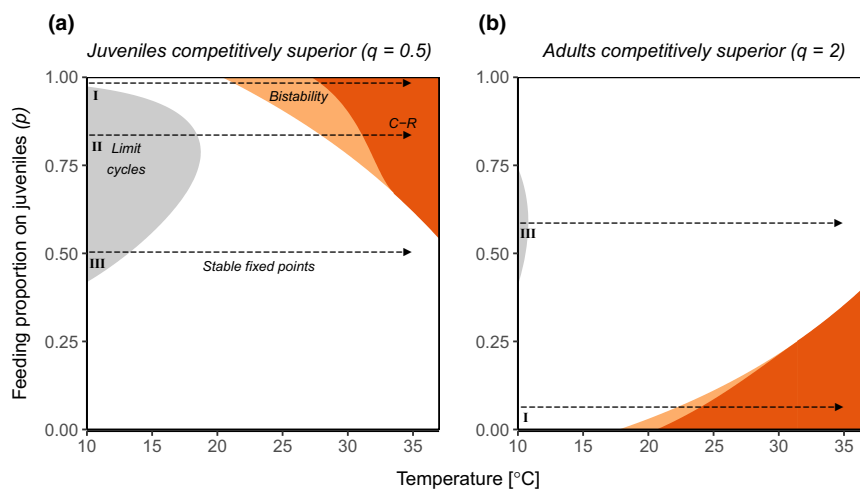 (a)
Juveniles competitively superior (q = 0.5)
Feeding proportion on juveniles (p)
1.00
0.75
0.50
0.25
0.00
I
II
III
Limit
cycles
Bistability
C−R
Stable fixed points
10
15
20
25
30
35
(b)
Adults competitively superior (q = 2)
1.00
0.75
0.50
0.25
0.00
III
I
10
15
20
25
30
35
Temperature [°C]